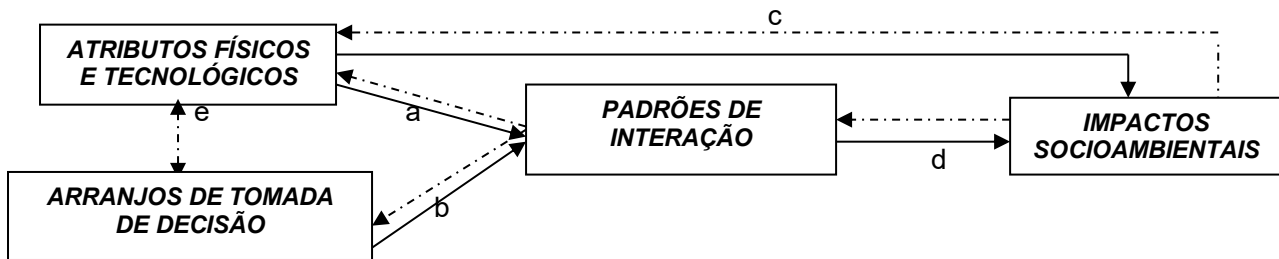 c
ATRIBUTOS FÍSICOS
E TECNOLÓGICOS
e
a
PADRÕES DE
INTERAÇÃO
IMPACTOS
SOCIOAMBIENTAIS
d
ARRANJOS DE TOMADA
DE DECISÃO
b